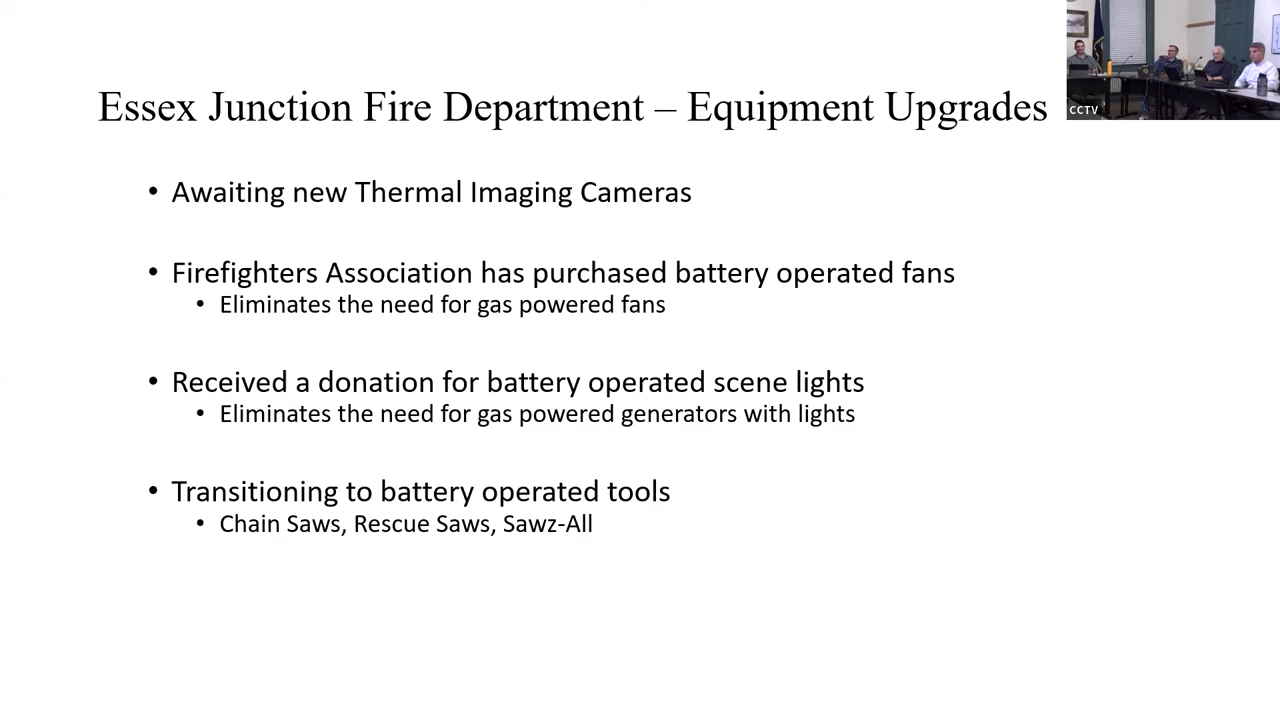 Essex Junction Fire Department – Equipment Upgrades
CCTV
• Awaiting new Thermal Imaging Cameras
• Firefighters Association has purchased battery operated fans
• Eliminates the need for gas powered fans
• Received a donation for battery operated scene lights
• Eliminates the need for gas powered generators with lights
• Transitioning to battery operated tools
• Chain Saws, Rescue Saws, Sawz-All